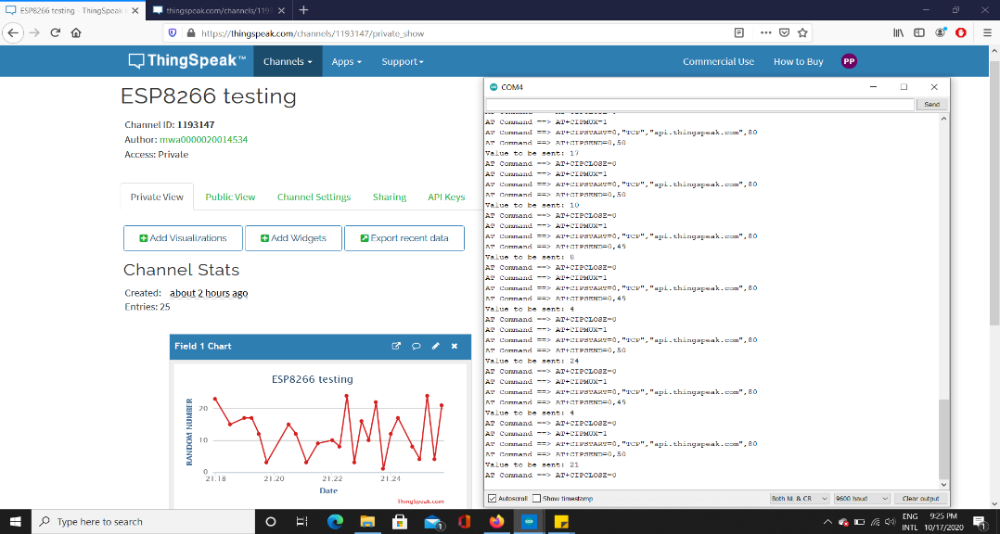 ESP8266 testing - ThingSpeak I
thingspeak.com/channels/1193
https://thingspeak.com/channels/1193147/private_show
ThingSpeak™
Channels
Apps
Support
Commercial Use
How to Buy
PP
ESP8266 testing
Channel ID: 1193147
Author: mwa0000020014534
Access: Private
Private View
Public View
Channel Settings
Sharing
API Keys
Add Visualizations
Add Widgets
Export recent data
Channel Stats
Created: about 2 hours ago
Entries: 25
Field 1 Chart
ESP8266 testing
RANDOM NUMBER
20
10
0
21:18
21:20
21:22
21:24
Date
ThingSpeak.com
COM4
Send
AT Command ==> AT+CIPCLOSE=0
AT Command ==> AT+CIPMUX=1
AT Command ==> AT+CIPSTART=0,"TCP","api.thingspeak.com",80
AT Command ==> AT+CIPSEND=0,50
Value to be sent: 17
AT Command ==> AT+CIPCLOSE=0
AT Command ==> AT+CIPMUX=1
AT Command ==> AT+CIPSTART=0,"TCP","api.thingspeak.com",80
AT Command ==> AT+CIPSEND=0,50
Value to be sent: 10
AT Command ==> AT+CIPCLOSE=0
AT Command ==> AT+CIPMUX=1
AT Command ==> AT+CIPSTART=0,"TCP","api.thingspeak.com",80
AT Command ==> AT+CIPSEND=0,49
Value to be sent: 8
AT Command ==> AT+CIPCLOSE=0
AT Command ==> AT+CIPMUX=1
AT Command ==> AT+CIPSTART=0,"TCP","api.thingspeak.com",80
AT Command ==> AT+CIPSEND=0,49
Value to be sent: 4
AT Command ==> AT+CIPCLOSE=0
AT Command ==> AT+CIPMUX=1
AT Command ==> AT+CIPSTART=0,"TCP","api.thingspeak.com",80
AT Command ==> AT+CIPSEND=0,50
Value to be sent: 24
AT Command ==> AT+CIPCLOSE=0
AT Command ==> AT+CIPMUX=1
AT Command ==> AT+CIPSTART=0,"TCP","api.thingspeak.com",80
AT Command ==> AT+CIPSEND=0,49
Value to be sent: 4
AT Command ==> AT+CIPCLOSE=0
AT Command ==> AT+CIPMUX=1
AT Command ==> AT+CIPSTART=0,"TCP","api.thingspeak.com",80
AT Command ==> AT+CIPSEND=0,50
Value to be sent: 21
AT Command ==> AT+CIPCLOSE=0
Autoscroll
Show timestamp
Both NL & CR
9600 baud
Clear output
Type here to search
1
ENG
INTL
9:25 PM
10/17/2020
1